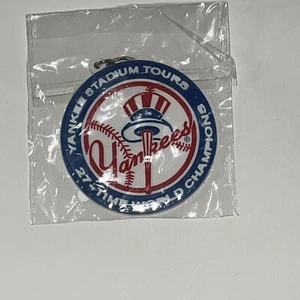 YANKEE STADIUM TOURS
Yankees
®
27-TIME WORLD CHAMPIONS